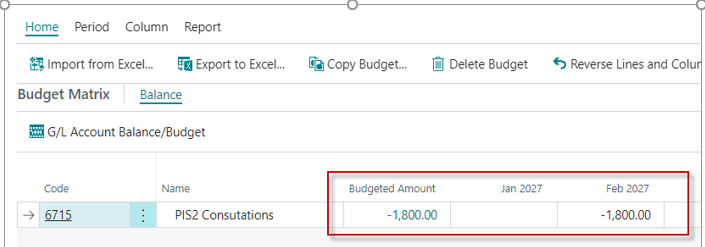 Home Period Column Report
Import from Excel... Export to Excel... Copy Budget... Delete Budget Reverse Lines and Colun
Budget Matrix Balance
G/L Account Balance/Budget
Code Name Budgeted Amount Jan 2027 Feb 2027
6715 PIS2 Consutations -1,800.00 -1,800.00